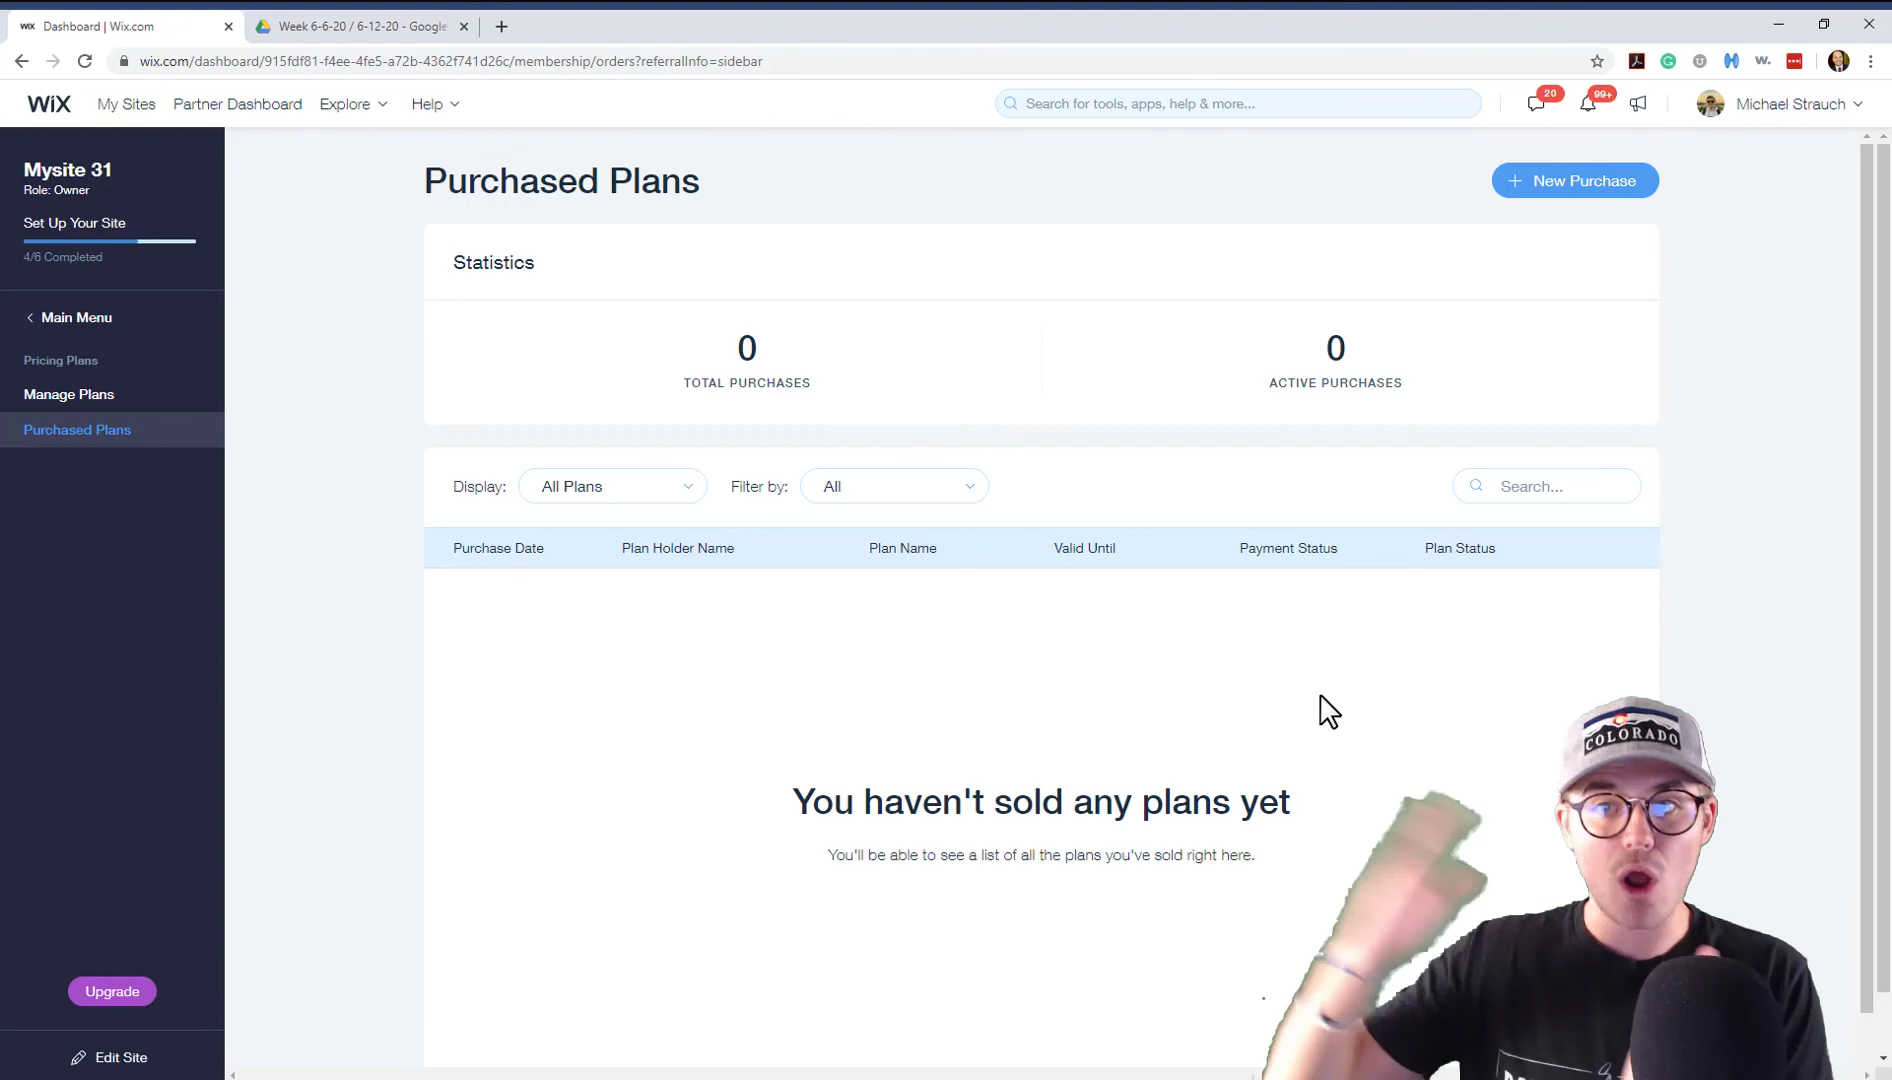 WIX Dashboard | Wix.com
Week 6-6-20 / 6-12-20 - Google
wix.com/dashboard/915fdf81-f4ee-4fe5-a72b-4362f741d26c/membership/orders?referralInfo=sidebar
WIX My Sites Partner Dashboard Explore Help
Search for tools, apps, help & more...
20
99+
Michael Strauch
Mysite 31
Role: Owner
Set Up Your Site
4/6 Completed
Main Menu
Pricing Plans
Manage Plans
Purchased Plans
Upgrade
Edit Site
Purchased Plans
+ New Purchase
Statistics
0
TOTAL PURCHASES
0
ACTIVE PURCHASES
Display: All Plans Filter by: All
Search...
Purchase Date Plan Holder Name Plan Name Valid Until Payment Status Plan Status
You haven't sold any plans yet
You'll be able to see a list of all the plans you've sold right here.
COLORADO